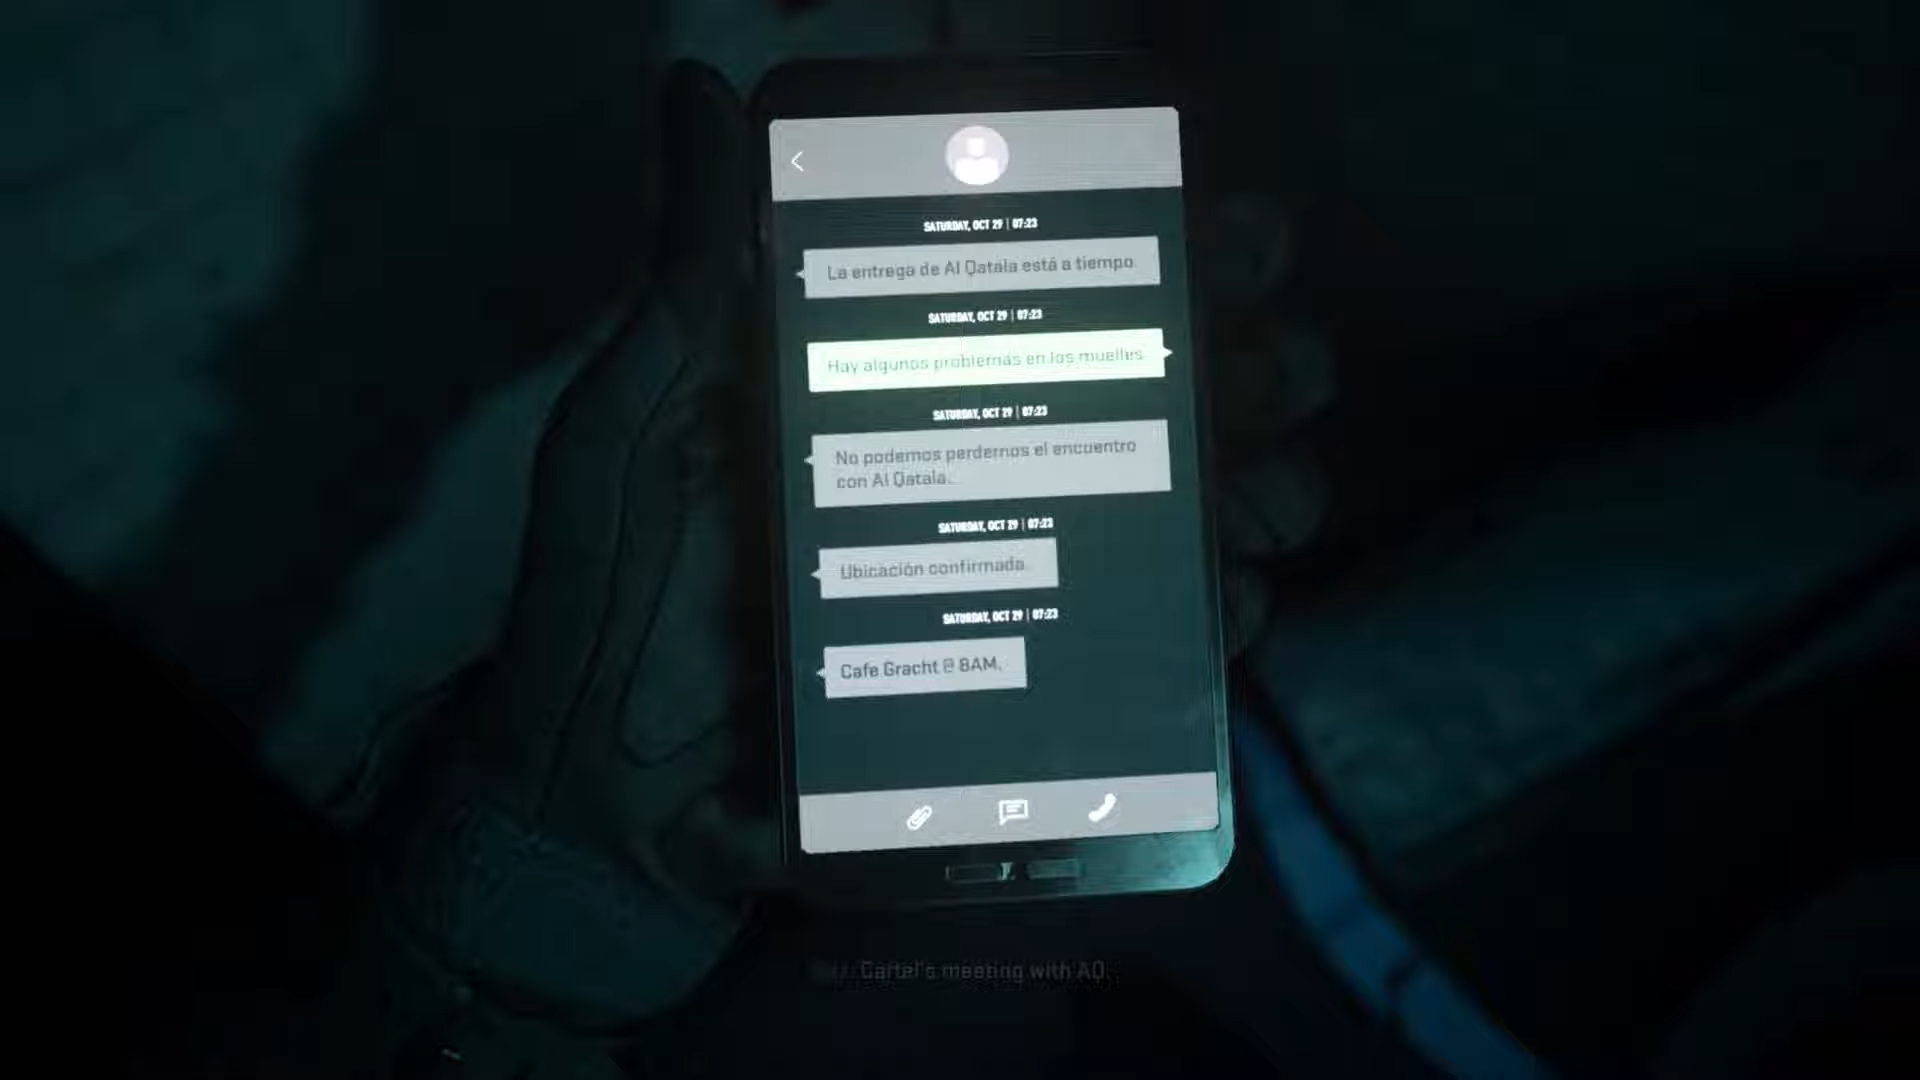 SATURDAY, OCT 29 | 07:23
La entrega de Al Qatala está a tiempo.
SATURDAY, OCT 29 | 07:23
Hay algunos problemas en los muelles.
SATURDAY, OCT 29 | 07:23
No podemos perdernos el encuentro
con Al Qatala.
SATURDAY, OCT 29 | 07:23
Ubicación confirmada.
SATURDAY, OCT 29 | 07:23
Cafe Gracht @ 8AM.
Cartel's meeting with AQ.